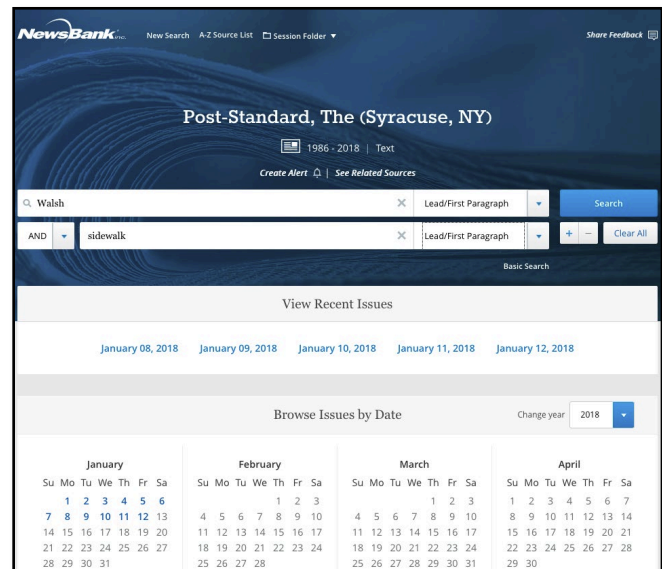 NewsBank inc. New Search A-Z Source List Session Folder Share Feedback
Post-Standard, The (Syracuse, NY)
1986 - 2018 | Text
Create Alert | See Related Sources
Walsh Lead/First Paragraph Search
AND sidewalk Lead/First Paragraph + − Clear All
Basic Search
View Recent Issues
January 08, 2018 January 09, 2018 January 10, 2018 January 11, 2018 January 12, 2018
Browse Issues by Date Change year 2018
January February March April
Su Mo Tu We Th Fr Sa Su Mo Tu We Th Fr Sa Su Mo Tu We Th Fr Sa Su Mo Tu We Th Fr Sa
1 2 3 4 5 6 1 2 3 1 2 3 1 2 3 4 5 6 7
7 8 9 10 11 12 13 4 5 6 7 8 9 10 4 5 6 7 8 9 10 8 9 10 11 12 13 14
14 15 16 17 18 19 20 11 12 13 14 15 16 17 11 12 13 14 15 16 17 15 16 17 18 19 20 21
21 22 23 24 25 26 27 18 19 20 21 22 23 24 18 19 20 21 22 23 24 22 23 24 25 26 27 28
28 29 30 31 25 26 27 28 25 26 27 28 29 30 31 29 30